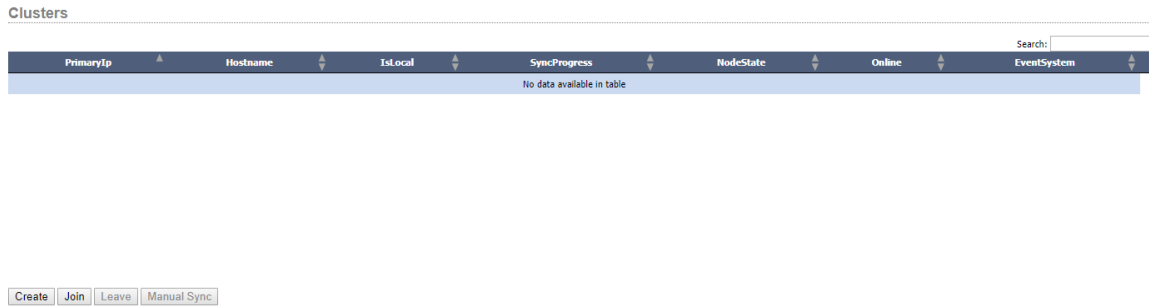 Clusters
Search:
PrimaryIp Hostname IsLocal SyncProgress NodeState Online EventSystem
No data available in table
Create Join Leave Manual Sync